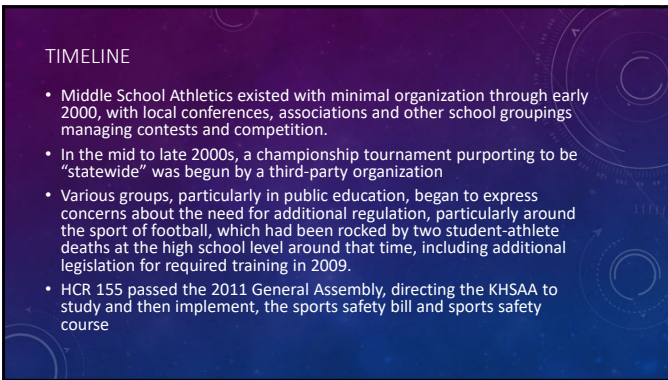 TIMELINE
• Middle School Athletics existed with minimal organization through early
2000, with local conferences, associations and other school groupings
managing contests and competition.
• In the mid to late 2000s, a championship tournament purporting to be
“statewide” was begun by a third-party organization
• Various groups, particularly in public education, began to express
concerns about the need for additional regulation, particularly around
the sport of football, which had been rocked by two student-athlete
deaths at the high school level around that time, including additional
legislation for required training in 2009.
• HCR 155 passed the 2011 General Assembly, directing the KHSAA to
study and then implement, the sports safety bill and sports safety
course